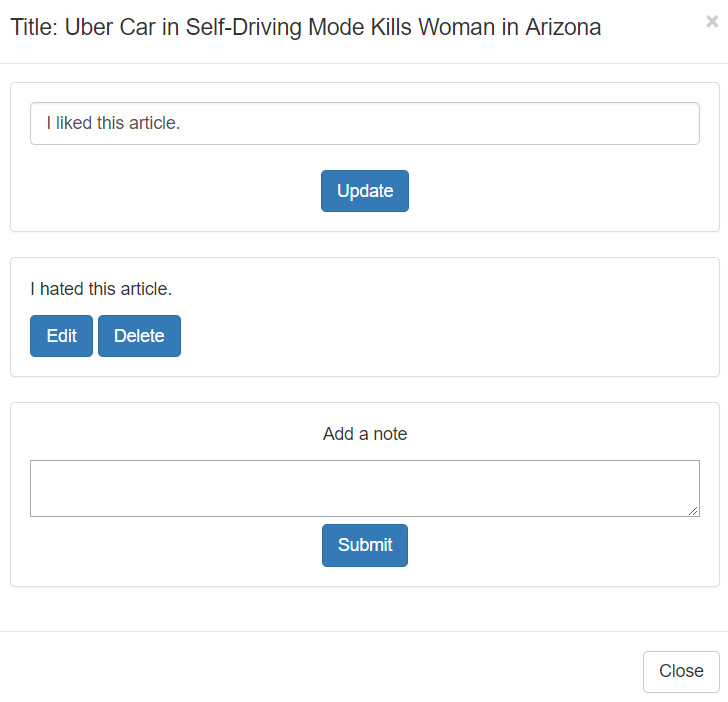 Title: Uber Car in Self-Driving Mode Kills Woman in Arizona
×
I liked this article.
Update
I hated this article.
Edit Delete
Add a note
Submit
Close